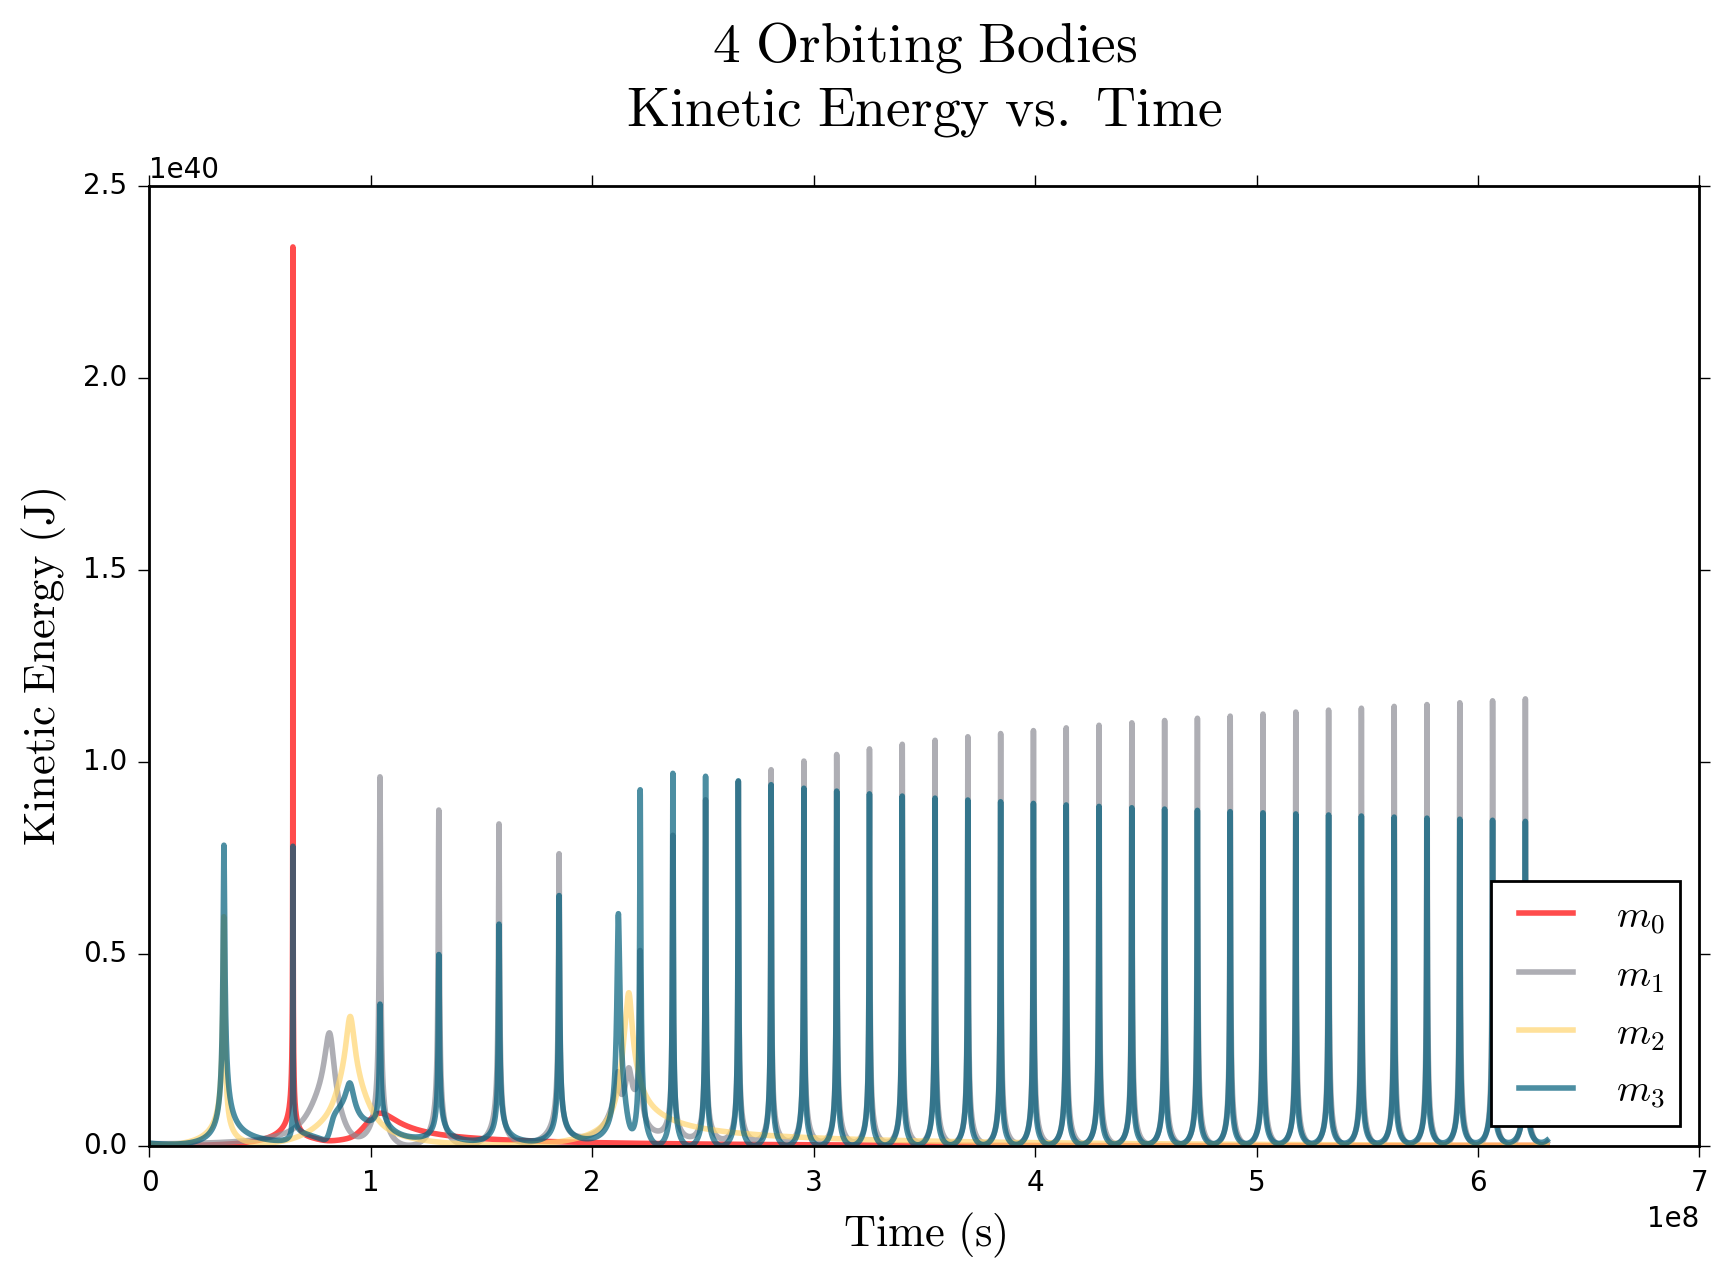 4 Orbiting Bodies
Kinetic Energy vs. Time
1e40
2.5
2.0
1.5
1.0
0.5
0.0
Kinetic Energy (J)
m₀
m₁
m₂
m₃
0 1 2 3 4 5 6 7
1e8
Time (s)